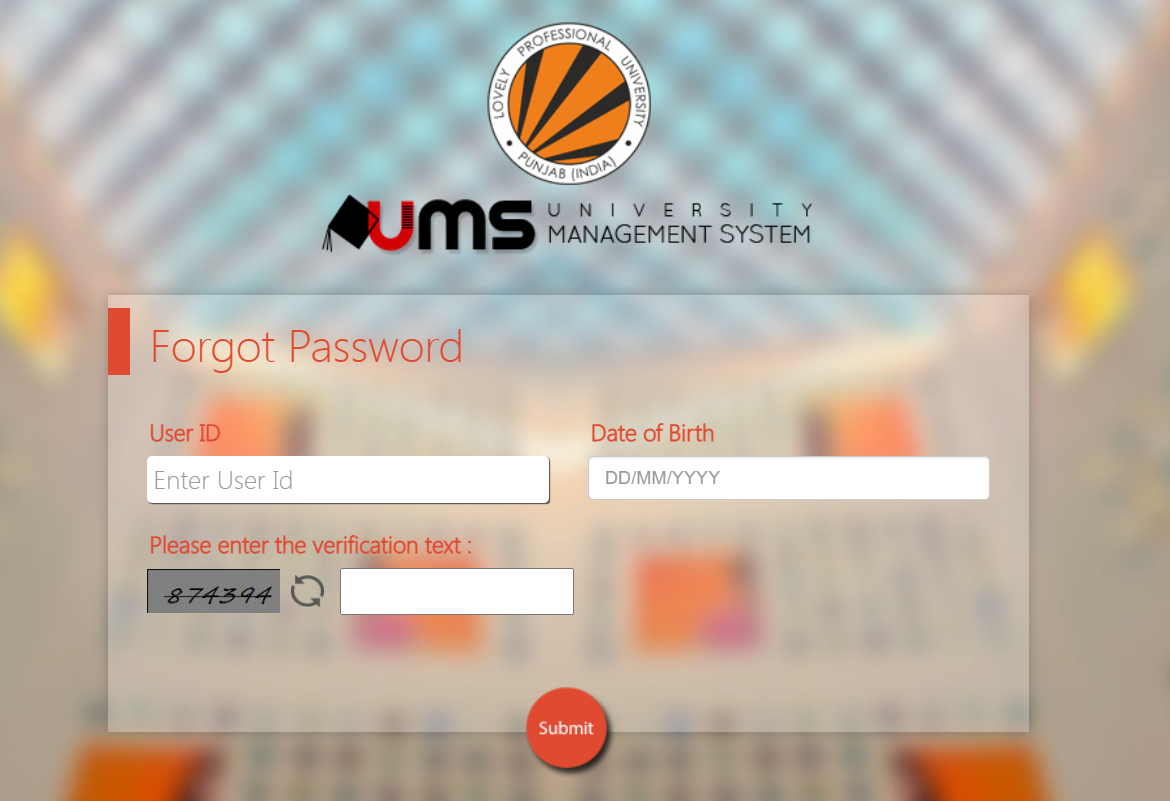 LOVELY PROFESSIONAL UNIVERSITY
PUNJAB (INDIA)
UMS UNIVERSITY
MANAGEMENT SYSTEM
Forgot Password
User ID
Date of Birth
Enter User Id
DD/MM/YYYY
Please enter the verification text :
874394
Submit